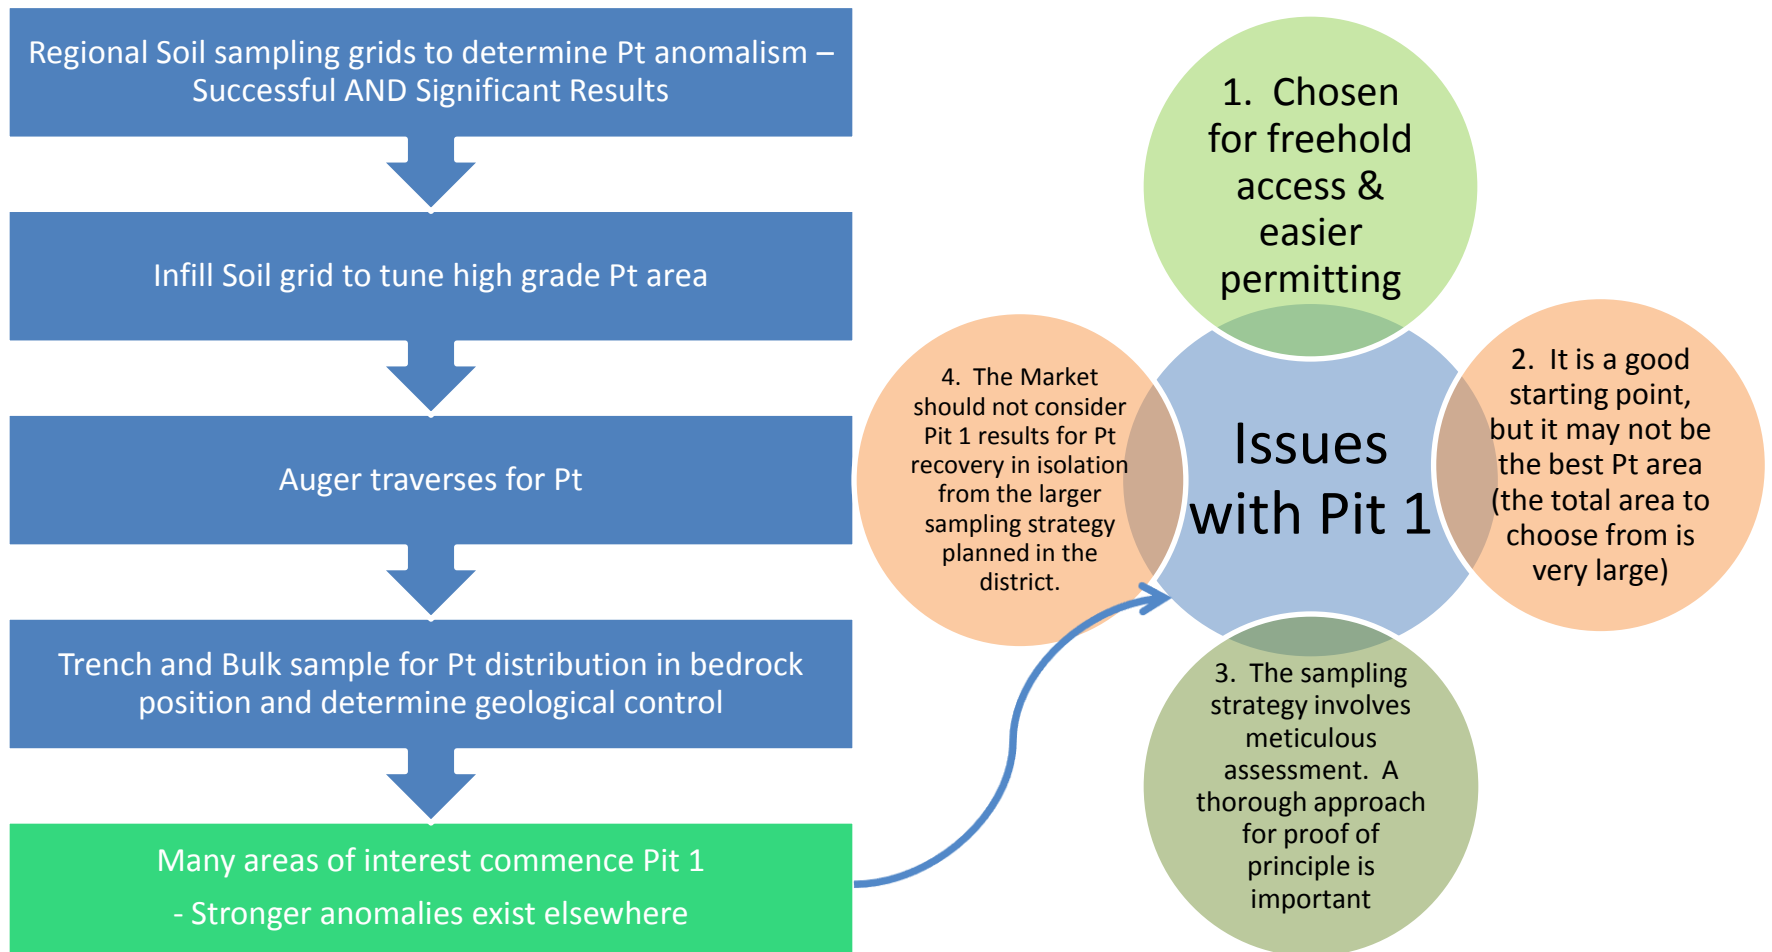 Regional Soil sampling grids to determine Pt anomalism –
Successful AND Significant Results
Infill Soil grid to tune high grade Pt area
Auger traverses for Pt
Trench and Bulk sample for Pt distribution in bedrock
position and determine geological control
Many areas of interest commence Pit 1
- Stronger anomalies exist elsewhere
Issues
with Pit 1
1. Chosen
for freehold
access &
easier
permitting
2. It is a good
starting point,
but it may not be
the best Pt area
(the total area to
choose from is
very large)
3. The sampling
strategy involves
meticulous
assessment. A
thorough approach
for proof of
principle is
important
4. The Market
should not consider
Pit 1 results for Pt
recovery in isolation
from the larger
sampling strategy
planned in the
district.